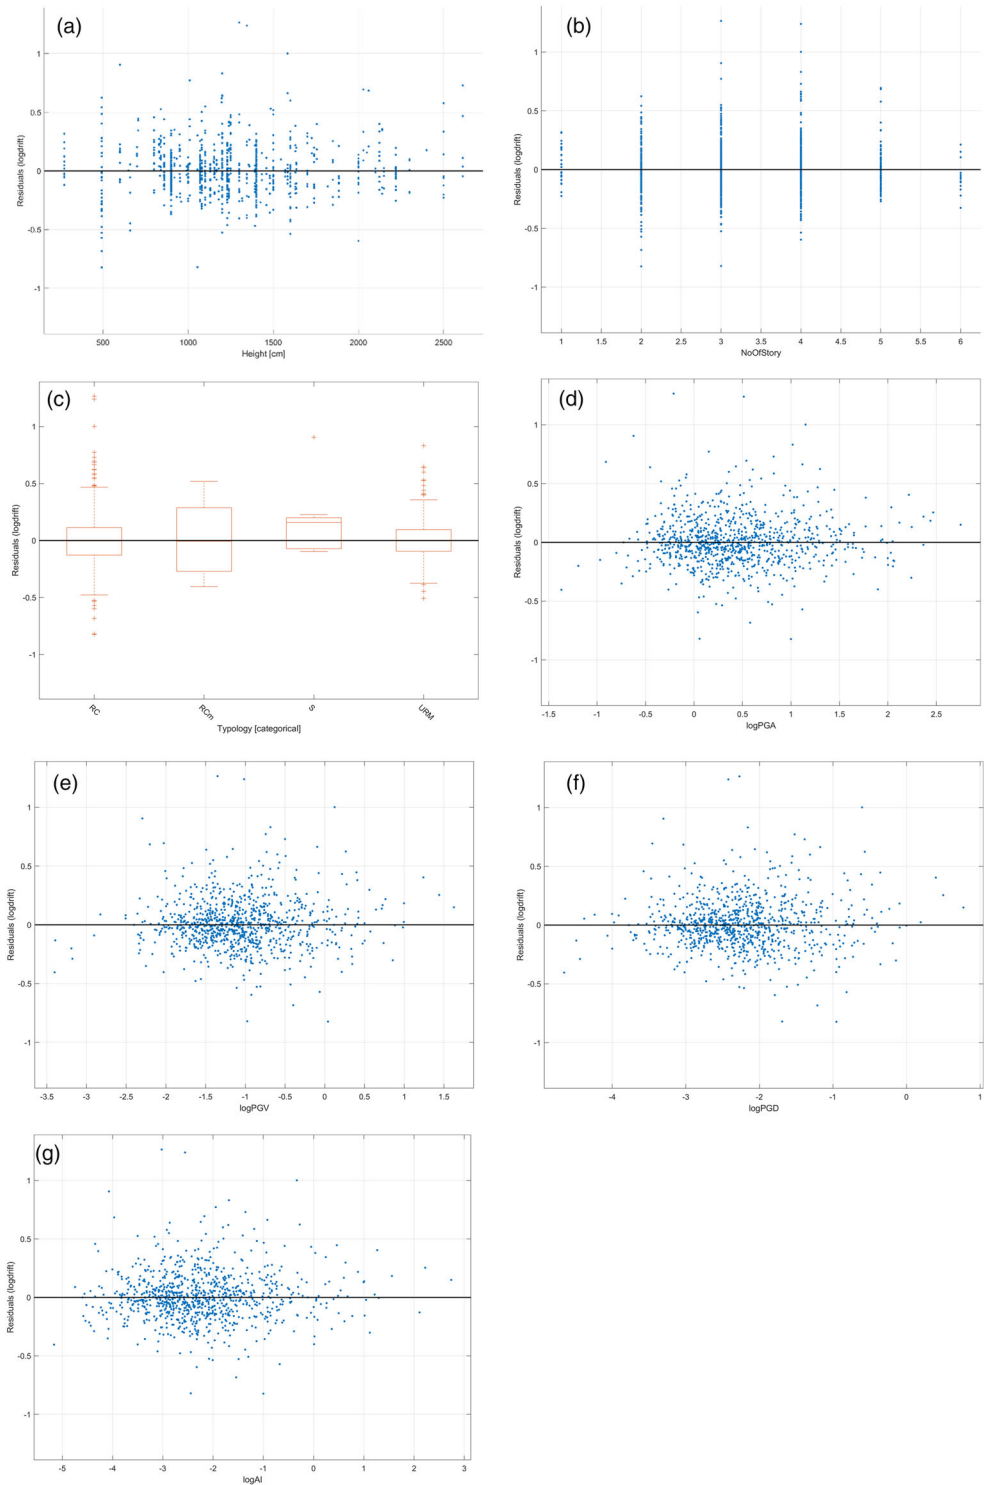 (a)
1
0.5
0
-0.5
-1
Residuals (logdrift)
500 1000 1500 2000 2500
Height [cm]
(b)
1
0.5
0
-0.5
-1
Residuals (logdrift)
1 1.5 2 2.5 3 3.5 4 4.5 5 5.5 6
NoOfStory
(c)
1
0.5
0
-0.5
-1
Residuals (logdrift)
RC RCm S URM
Typology [categorical]
(d)
1
0.5
0
-0.5
-1
Residuals (logdrift)
-1.5 -1 -0.5 0 0.5 1 1.5 2 2.5
logPGA
(e)
1
0.5
0
-0.5
-1
Residuals (logdrift)
-3.5 -3 -2.5 -2 -1.5 -1 -0.5 0 0.5 1 1.5
logPGV
(f)
1
0.5
0
-0.5
-1
Residuals (logdrift)
-4 -3 -2 -1 0 1
logPGD
(g)
1
0.5
0
-0.5
-1
Residuals (logdrift)
-5 -4 -3 -2 -1 0 1 2 3
logAI